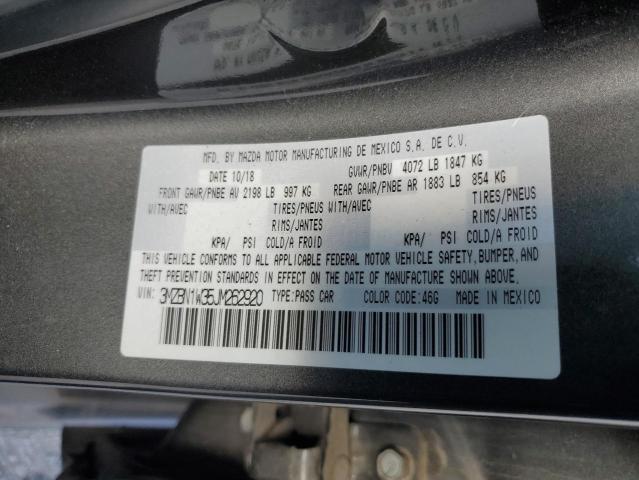 MFD. BY MAZDA MOTOR MANUFACTURING DE MEXICO S.A. DE C.V.
DATE 10/18 GVWR/PNBV 4072 LB 1847 KG
FRONT GAWR/PNBE AV 2198 LB 997 KG REAR GAWR/PNBE AR 1883 LB 854 KG
WITH/AVEC TIRES/PNEUS WITH/AVEC TIRES/PNEUS
RIMS/JANTES RIMS/JANTES
KPA/ PSI COLD/A FROID KPA/ PSI COLD/A FROID
THIS VEHICLE CONFORMS TO ALL APPLICABLE FEDERAL MOTOR VEHICLE SAFETY, BUMPER, AND
THEFT PREVENTION STANDARDS IN EFFECT ON THE DATE OF MANUFACTURE SHOWN ABOVE.
VIN: 3MZBN1W35JM262920 TYPE: PASS CAR COLOR CODE: 46G MADE IN MEXICO